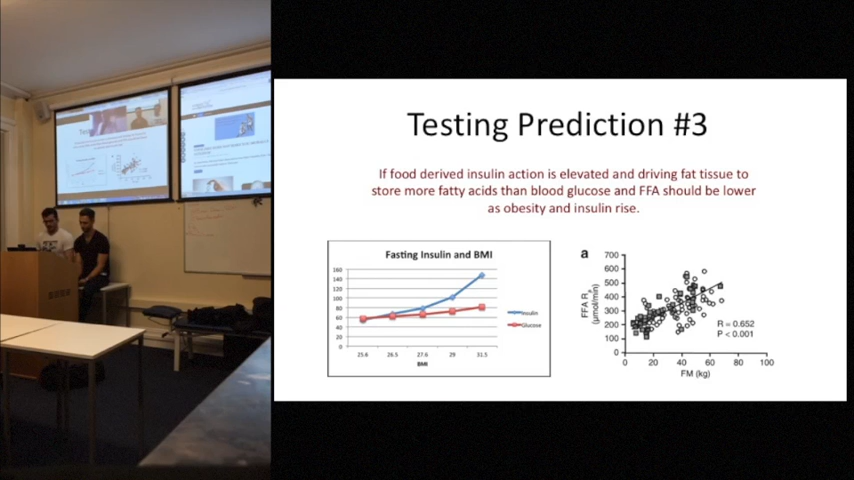 Testing Prediction #3
If food derived insulin action is elevated and driving fat tissue to
store more fatty acids than blood glucose and FFA should be lower
as obesity and insulin rise.
Fasting Insulin and BMI
160
140
120
100
80
60
40
20
0
25.6 26.5 27.6 29 31.5
BMI
Insulin
Glucose
a
700
600
500
400
300
200
100
0
FFA Ra
(µmol/min)
R = 0.652
P < 0.001
0 20 40 60 80 100
FM (kg)